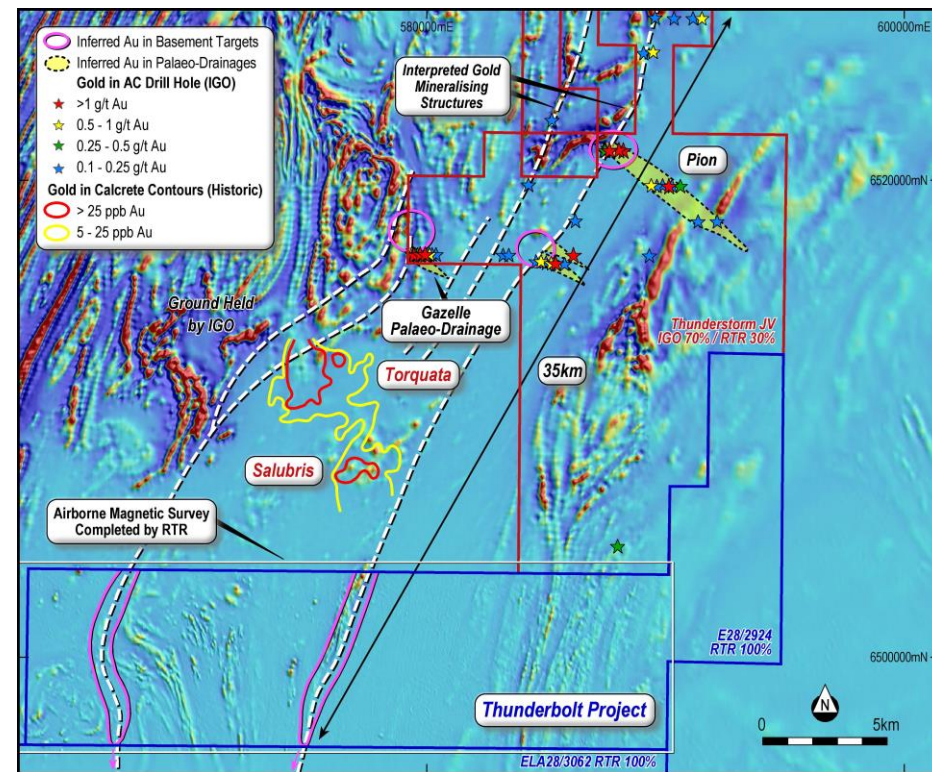 580000mE
600000mE
Inferred Au in Basement Targets
Inferred Au in Palaeo-Drainages
Gold in AC Drill Hole (IGO)
>1 g/t Au
0.5 - 1 g/t Au
0.25 - 0.5 g/t Au
0.1 - 0.25 g/t Au
Gold in Calcrete Contours (Historic)
> 25 ppb Au
5 - 25 ppb Au
Interpreted Gold
Mineralising
Structures
Pion
6520000mN
Ground Held
by IGO
Gazelle
Palaeo-Drainage
Thunderstorm JV
IGO 70% / RTR 30%
Torquata
35km
Salubris
Airborne Magnetic Survey
Completed by RTR
E28/2924
RTR 100%
6500000mN
Thunderbolt Project
N
0
5km
ELA28/3062 RTR 100%